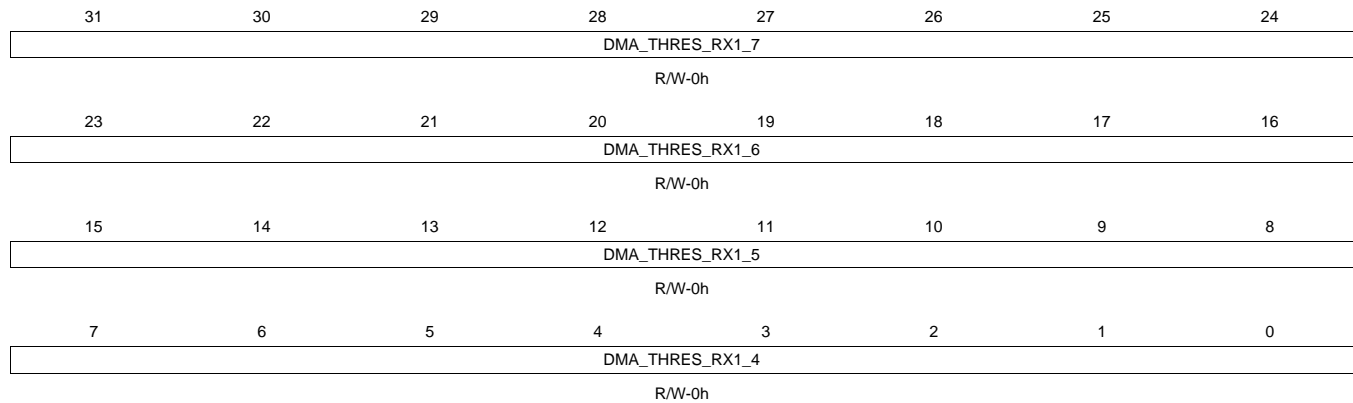 31 30 29 28 27 26 25 24
DMA_THRES_RX1_7
R/W-0h
23 22 21 20 19 18 17 16
DMA_THRES_RX1_6
R/W-0h
15 14 13 12 11 10 9 8
DMA_THRES_RX1_5
R/W-0h
7 6 5 4 3 2 1 0
DMA_THRES_RX1_4
R/W-0h